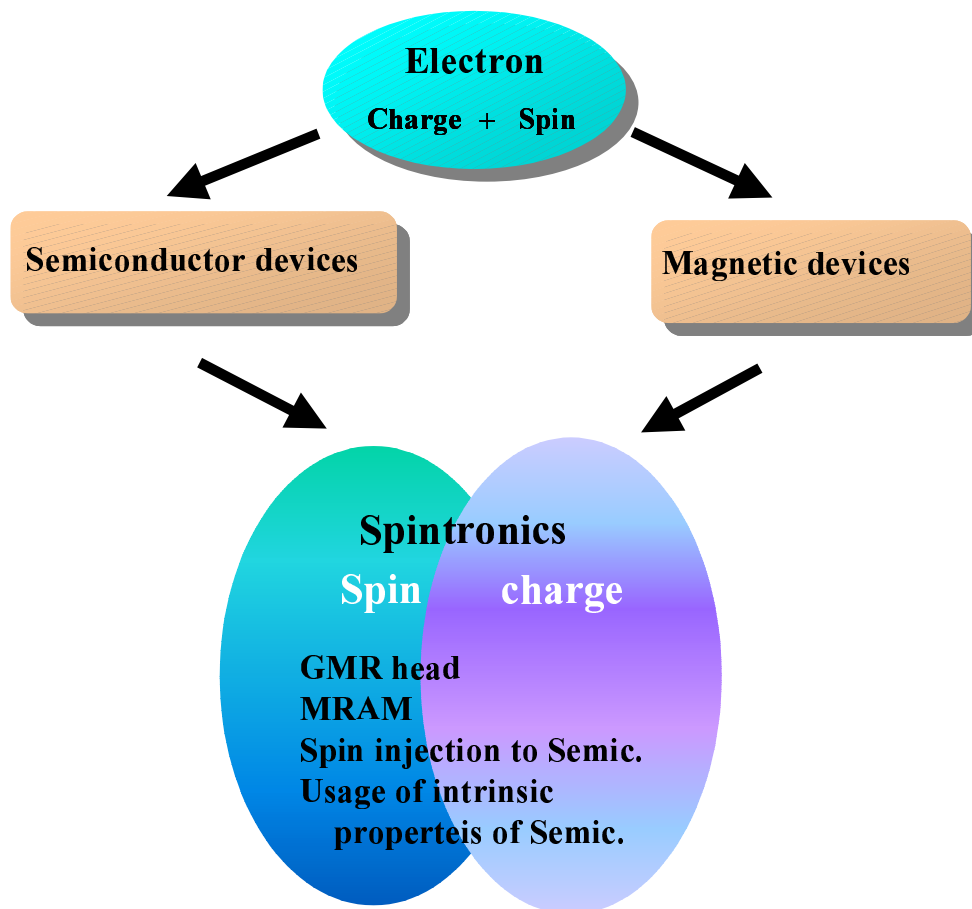 Electron
Charge + Spin
Semiconductor devices
Magnetic devices
Spintronics
Spin charge
GMR head
MRAM
Spin injection to Semic.
Usage of intrinsic
properteis of Semic.